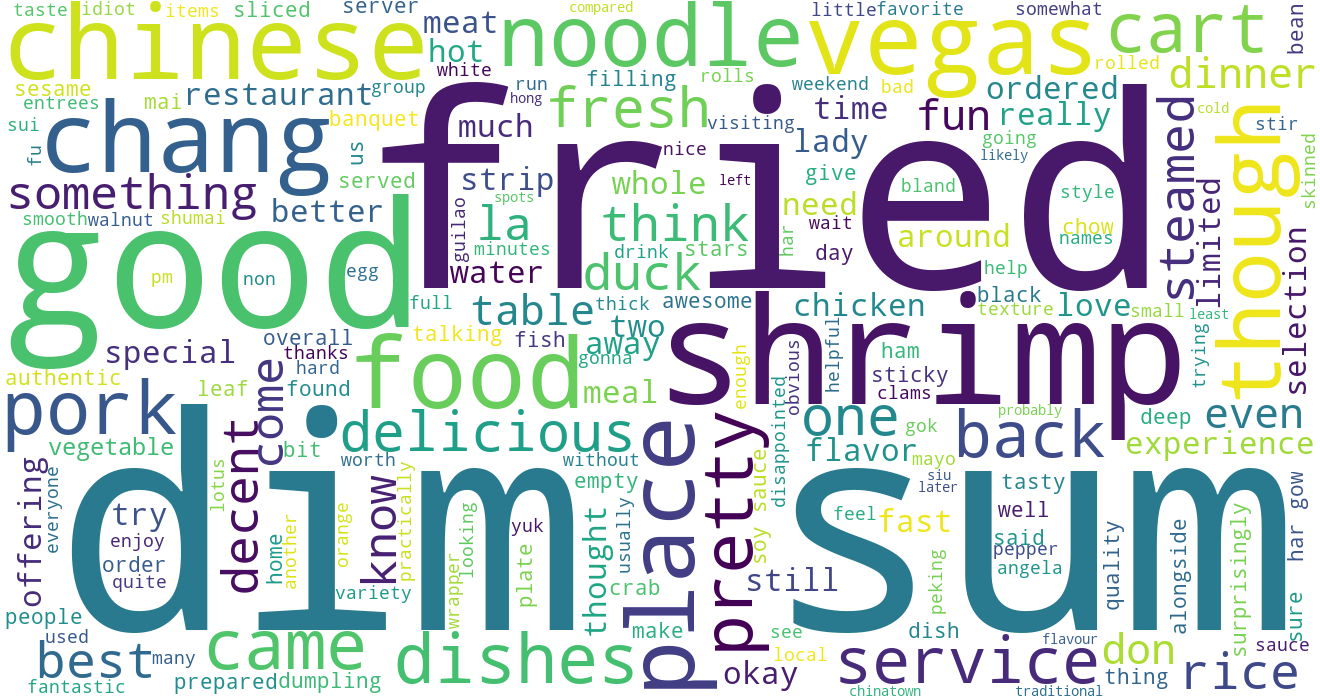 taste idiot items sliced server meat little favorite somewhat compared bean
chinese noodle vegas cart
hot white filling rolls weekend bad rolled dinner
sesame entrees mai restaurant group run hong fresh time ordered
sui fu chang us banquet much visiting lady fun really going likely cold stir
steamed though skinned
something served strip whole nice left give bland style
smooth walnut shumai better guilao spots la think need wait chow names limited
good fried
minutes drink stars har day around help selection
pm non egg water duck black
full table thick awesome chicken texture love small least
overall talking fish two away shrimp
special thanks hard gonna obvious helpful ham trying
authentic leaf found food meal enough sticky clams
pork come delicious one gok back probably deep even
vegetable bit place pretty flavor experience
decent worth without disappointed mayo
offering everyone lotus know practically empty soy sauce siu later tasty har gow
dim sum
try orange looking yuk thought usually feel fast well
enjoy home another said pepper
order quite wrapper plate crab still peking angela quality alongside surprisingly
people variety sure
used came make see dish flavour
best many dishes local service don sauce
fantastic prepared dumpling okay chinatown traditional thing rice